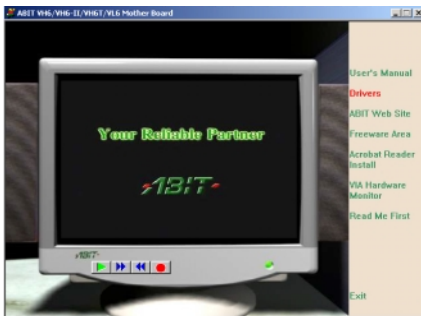 ABIT VH6/VH6-II/VH6T/VL6 Mother Board
Your Reliable Partner
ABIT
ABIT
User's Manual
Drivers
ABIT Web Site
Freeware Area
Acrobat Reader
Install
VIA Hardware
Monitor
Read Me First
Exit